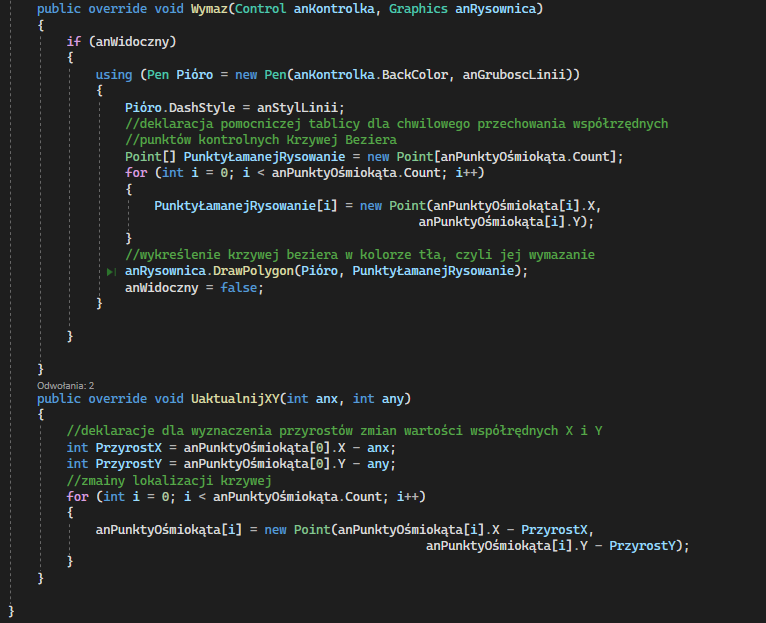 public override void Wymaz(Control anKontrolka, Graphics anRysownica)
{
if (anWidoczny)
{
using (Pen Pióro = new Pen(anKontrolka.BackColor, anGruboscLinii))
{
Pióro.DashStyle = anStylLinii;
//deklaracja pomocniczej tablicy dla chwilowego przechowania współrzędnych
//punktów kontrolnych Krzywej Beziera
Point[] PunktyŁamanejRysowanie = new Point[anPunktyOśmiokąta.Count];
for (int i = 0; i < anPunktyOśmiokąta.Count; i++)
{
PunktyŁamanejRysowanie[i] = new Point(anPunktyOśmiokąta[i].X,
anPunktyOśmiokąta[i].Y);
}
//wykreślenie krzywej beziera w kolorze tła, czyli jej wymazanie
anRysownica.DrawPolygon(Pióro, PunktyŁamanejRysowanie);
anWidoczny = false;
}
}
}
Odwołania: 2
public override void UaktualnijXY(int anx, int any)
{
//deklaracje dla wyznaczenia przyrostów zmian wartości współrędnych X i Y
int PrzyrostX = anPunktyOśmiokąta[0].X - anx;
int PrzyrostY = anPunktyOśmiokąta[0].Y - any;
//zmainy lokalizacji krzywej
for (int i = 0; i < anPunktyOśmiokąta.Count; i++)
{
anPunktyOśmiokąta[i] = new Point(anPunktyOśmiokąta[i].X - PrzyrostX,
anPunktyOśmiokąta[i].Y - PrzyrostY);
}
}
}